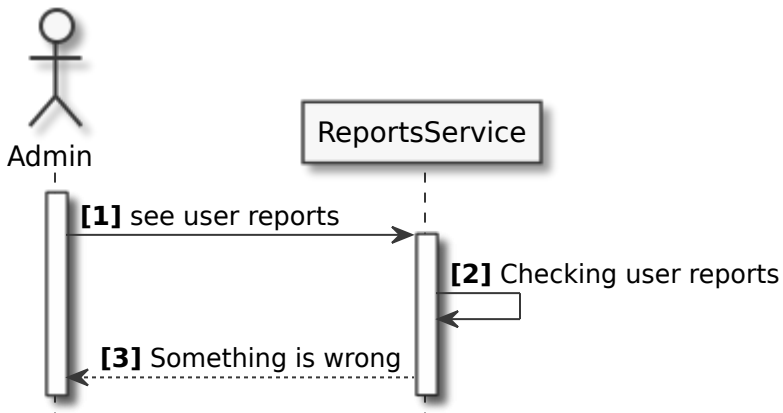 Admin
ReportsService
[1] see user reports
[2] Checking user reports
[3] Something is wrong